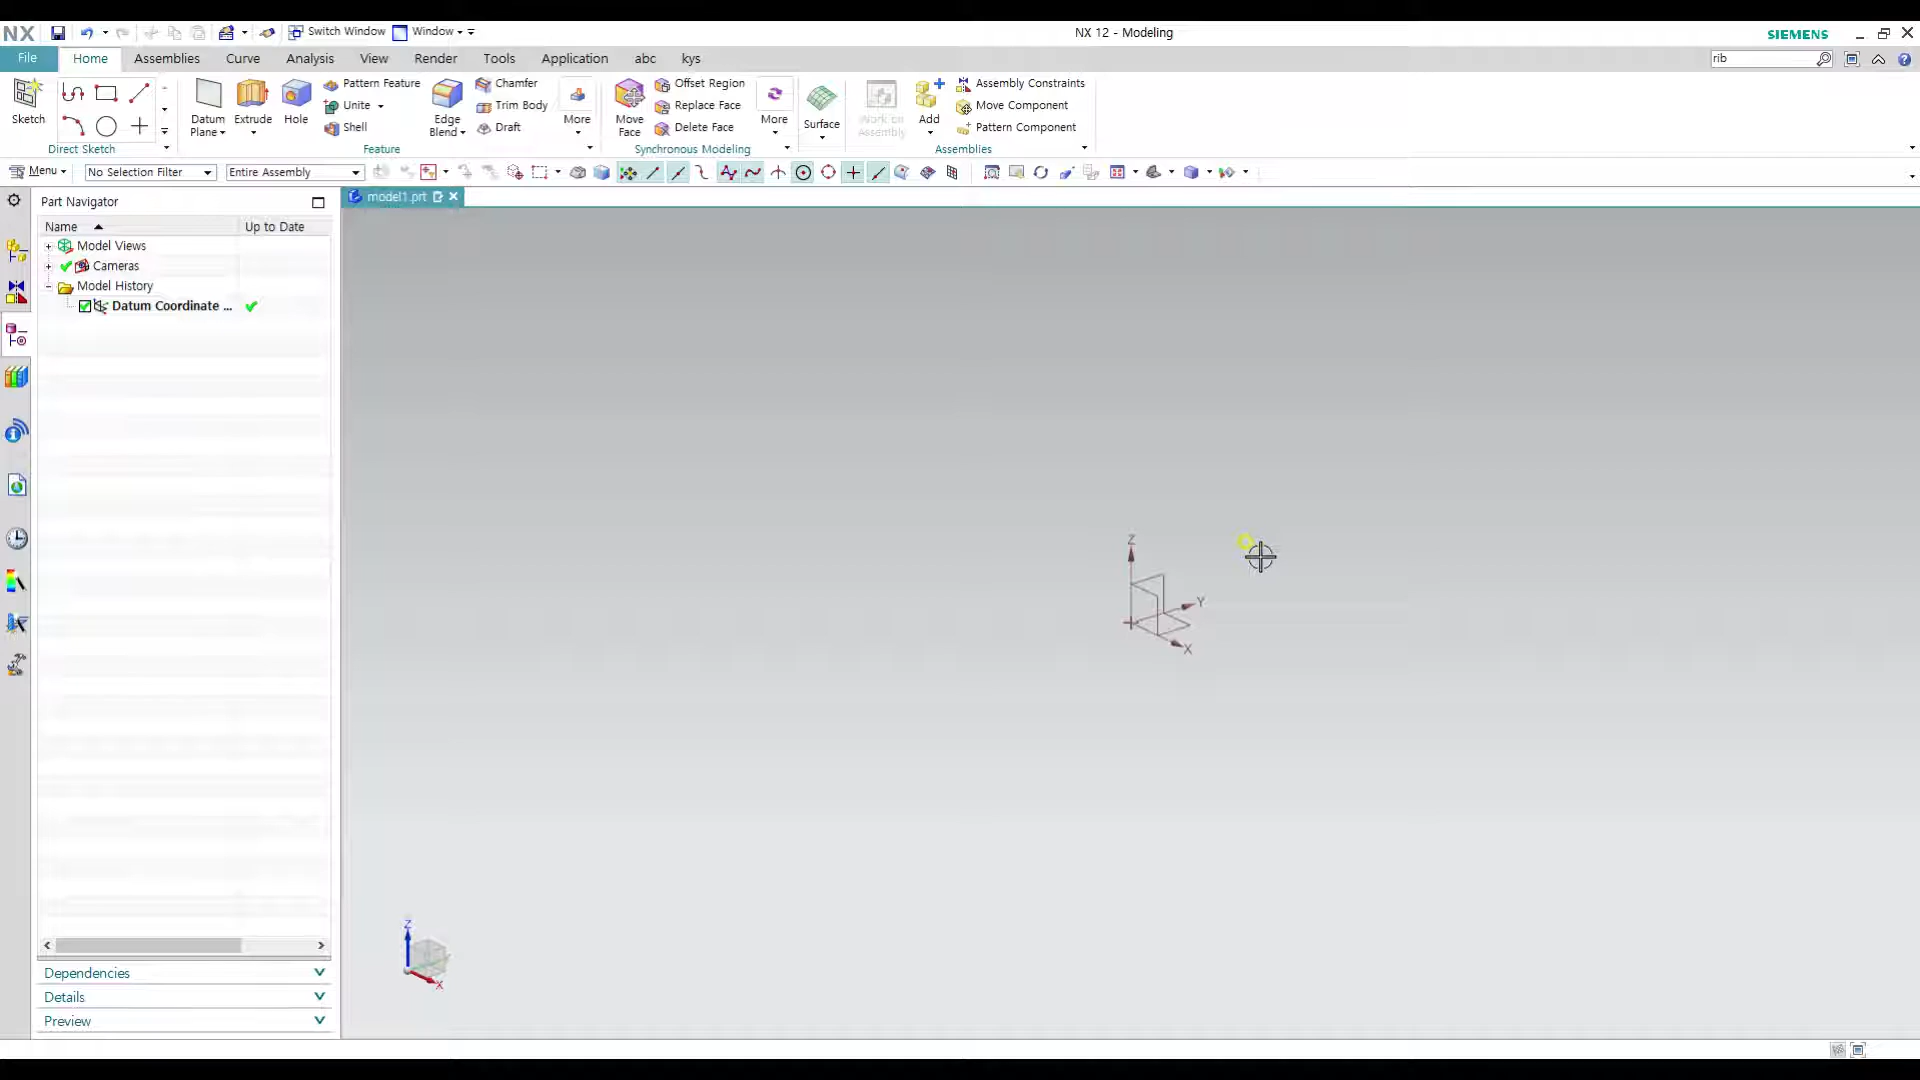 NX Switch Window Window NX 12 - Modeling SIEMENS
File Home Assemblies Curve Analysis View Render Tools Application abc kys rib
Sketch
Direct Sketch
Datum Plane
Extrude
Hole
Pattern Feature
Unite
Shell
Edge Blend
Chamfer
Trim Body
Draft
More
Feature
Move Face
Offset Region
Replace Face
Delete Face
More
Synchronous Modeling
Surface
Work on Assembly
Add
Assembly Constraints
Move Component
Pattern Component
Assemblies
Menu No Selection Filter Entire Assembly
Part Navigator
model1.prt
Name Up to Date
Model Views
Cameras
Model History
Datum Coordinate ...
Z
Y
X
Z
X
Dependencies
Details
Preview